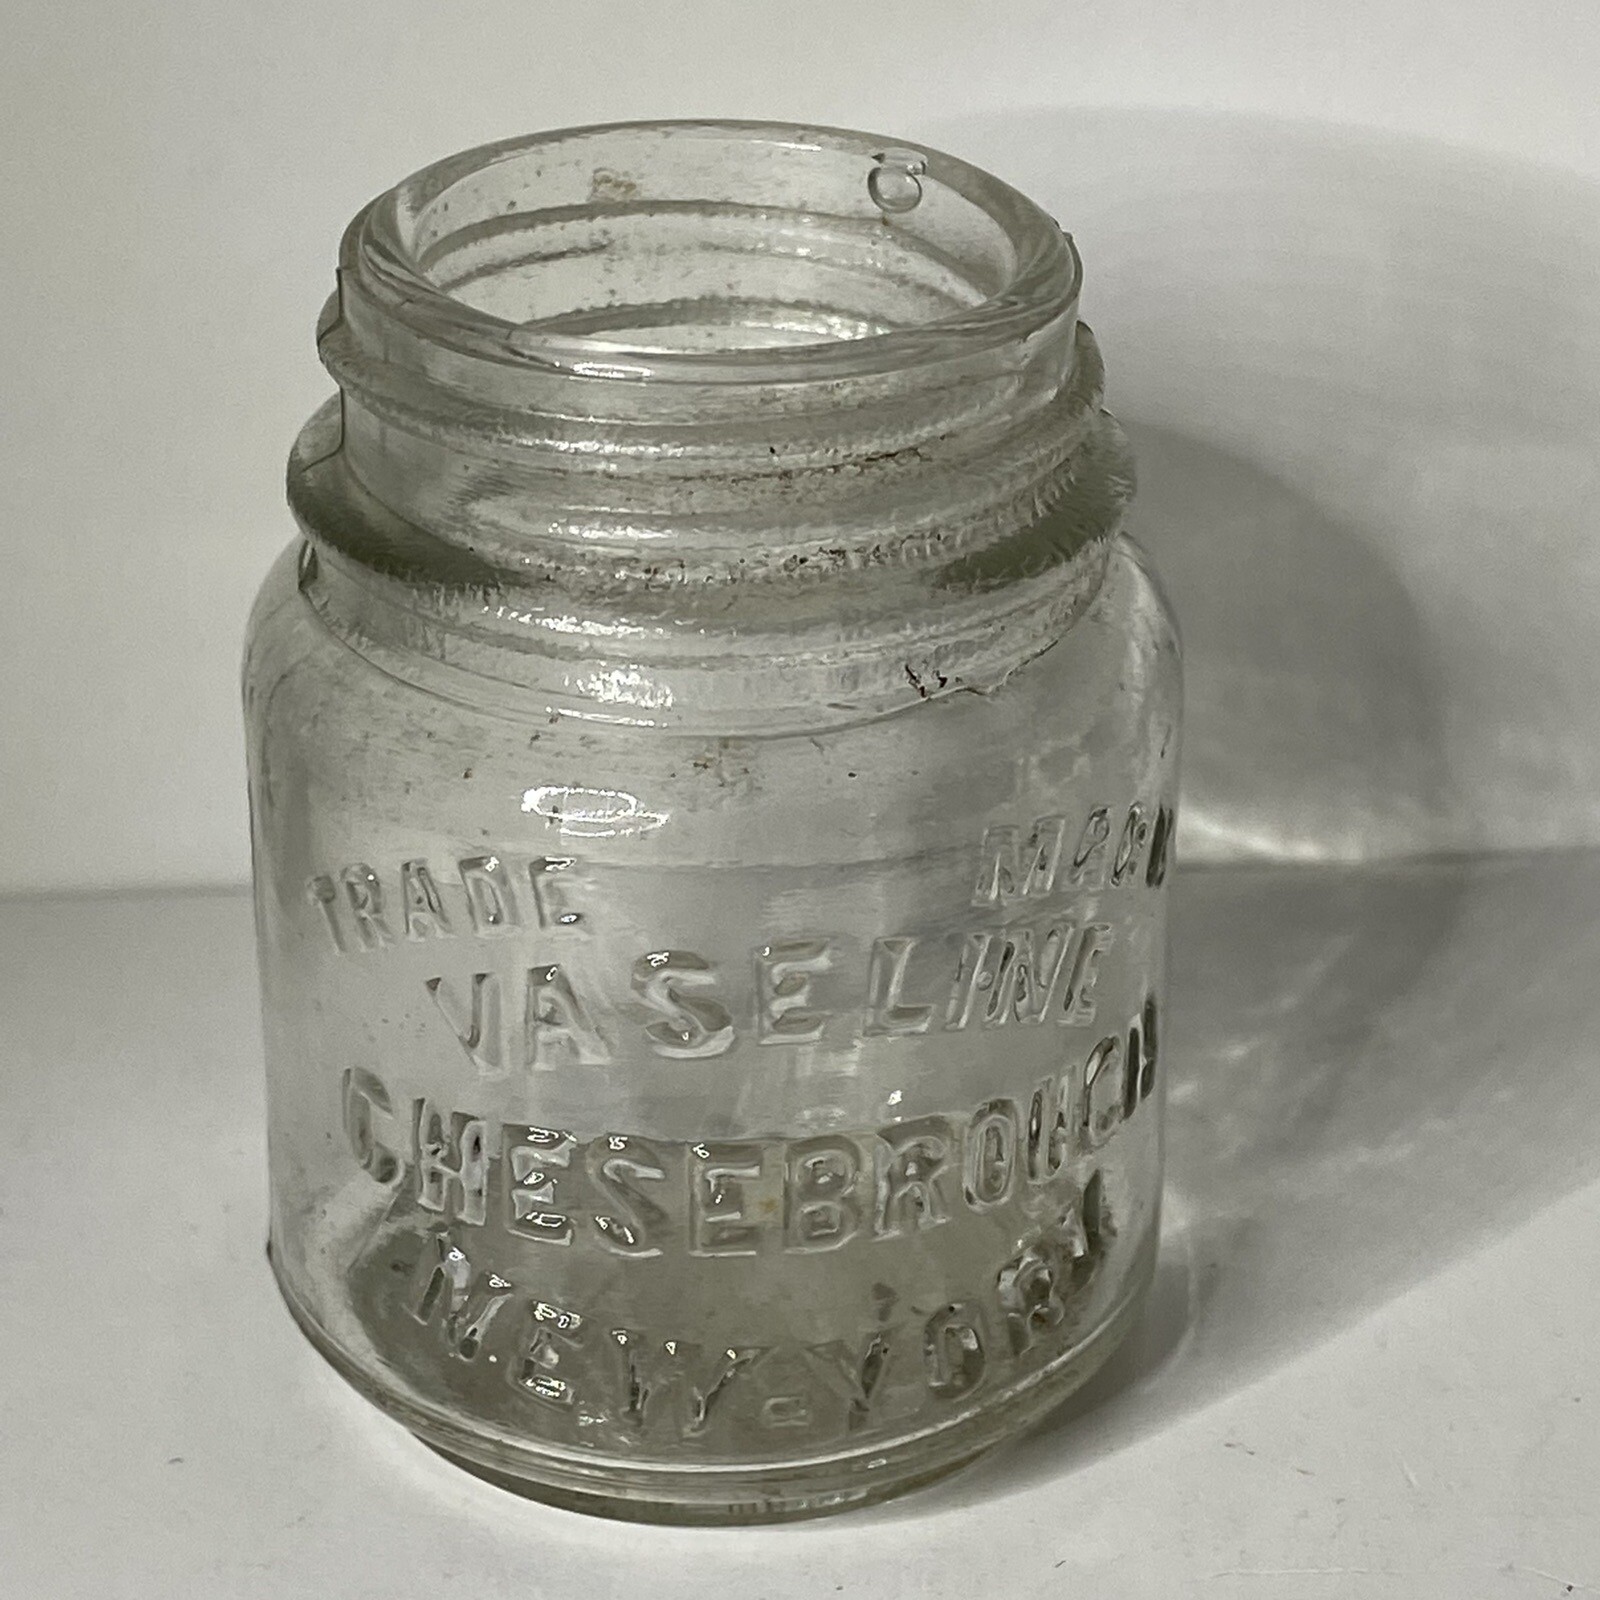 TRADE MARK
VASELINE
CHESEBROUGH
NEW-YORK